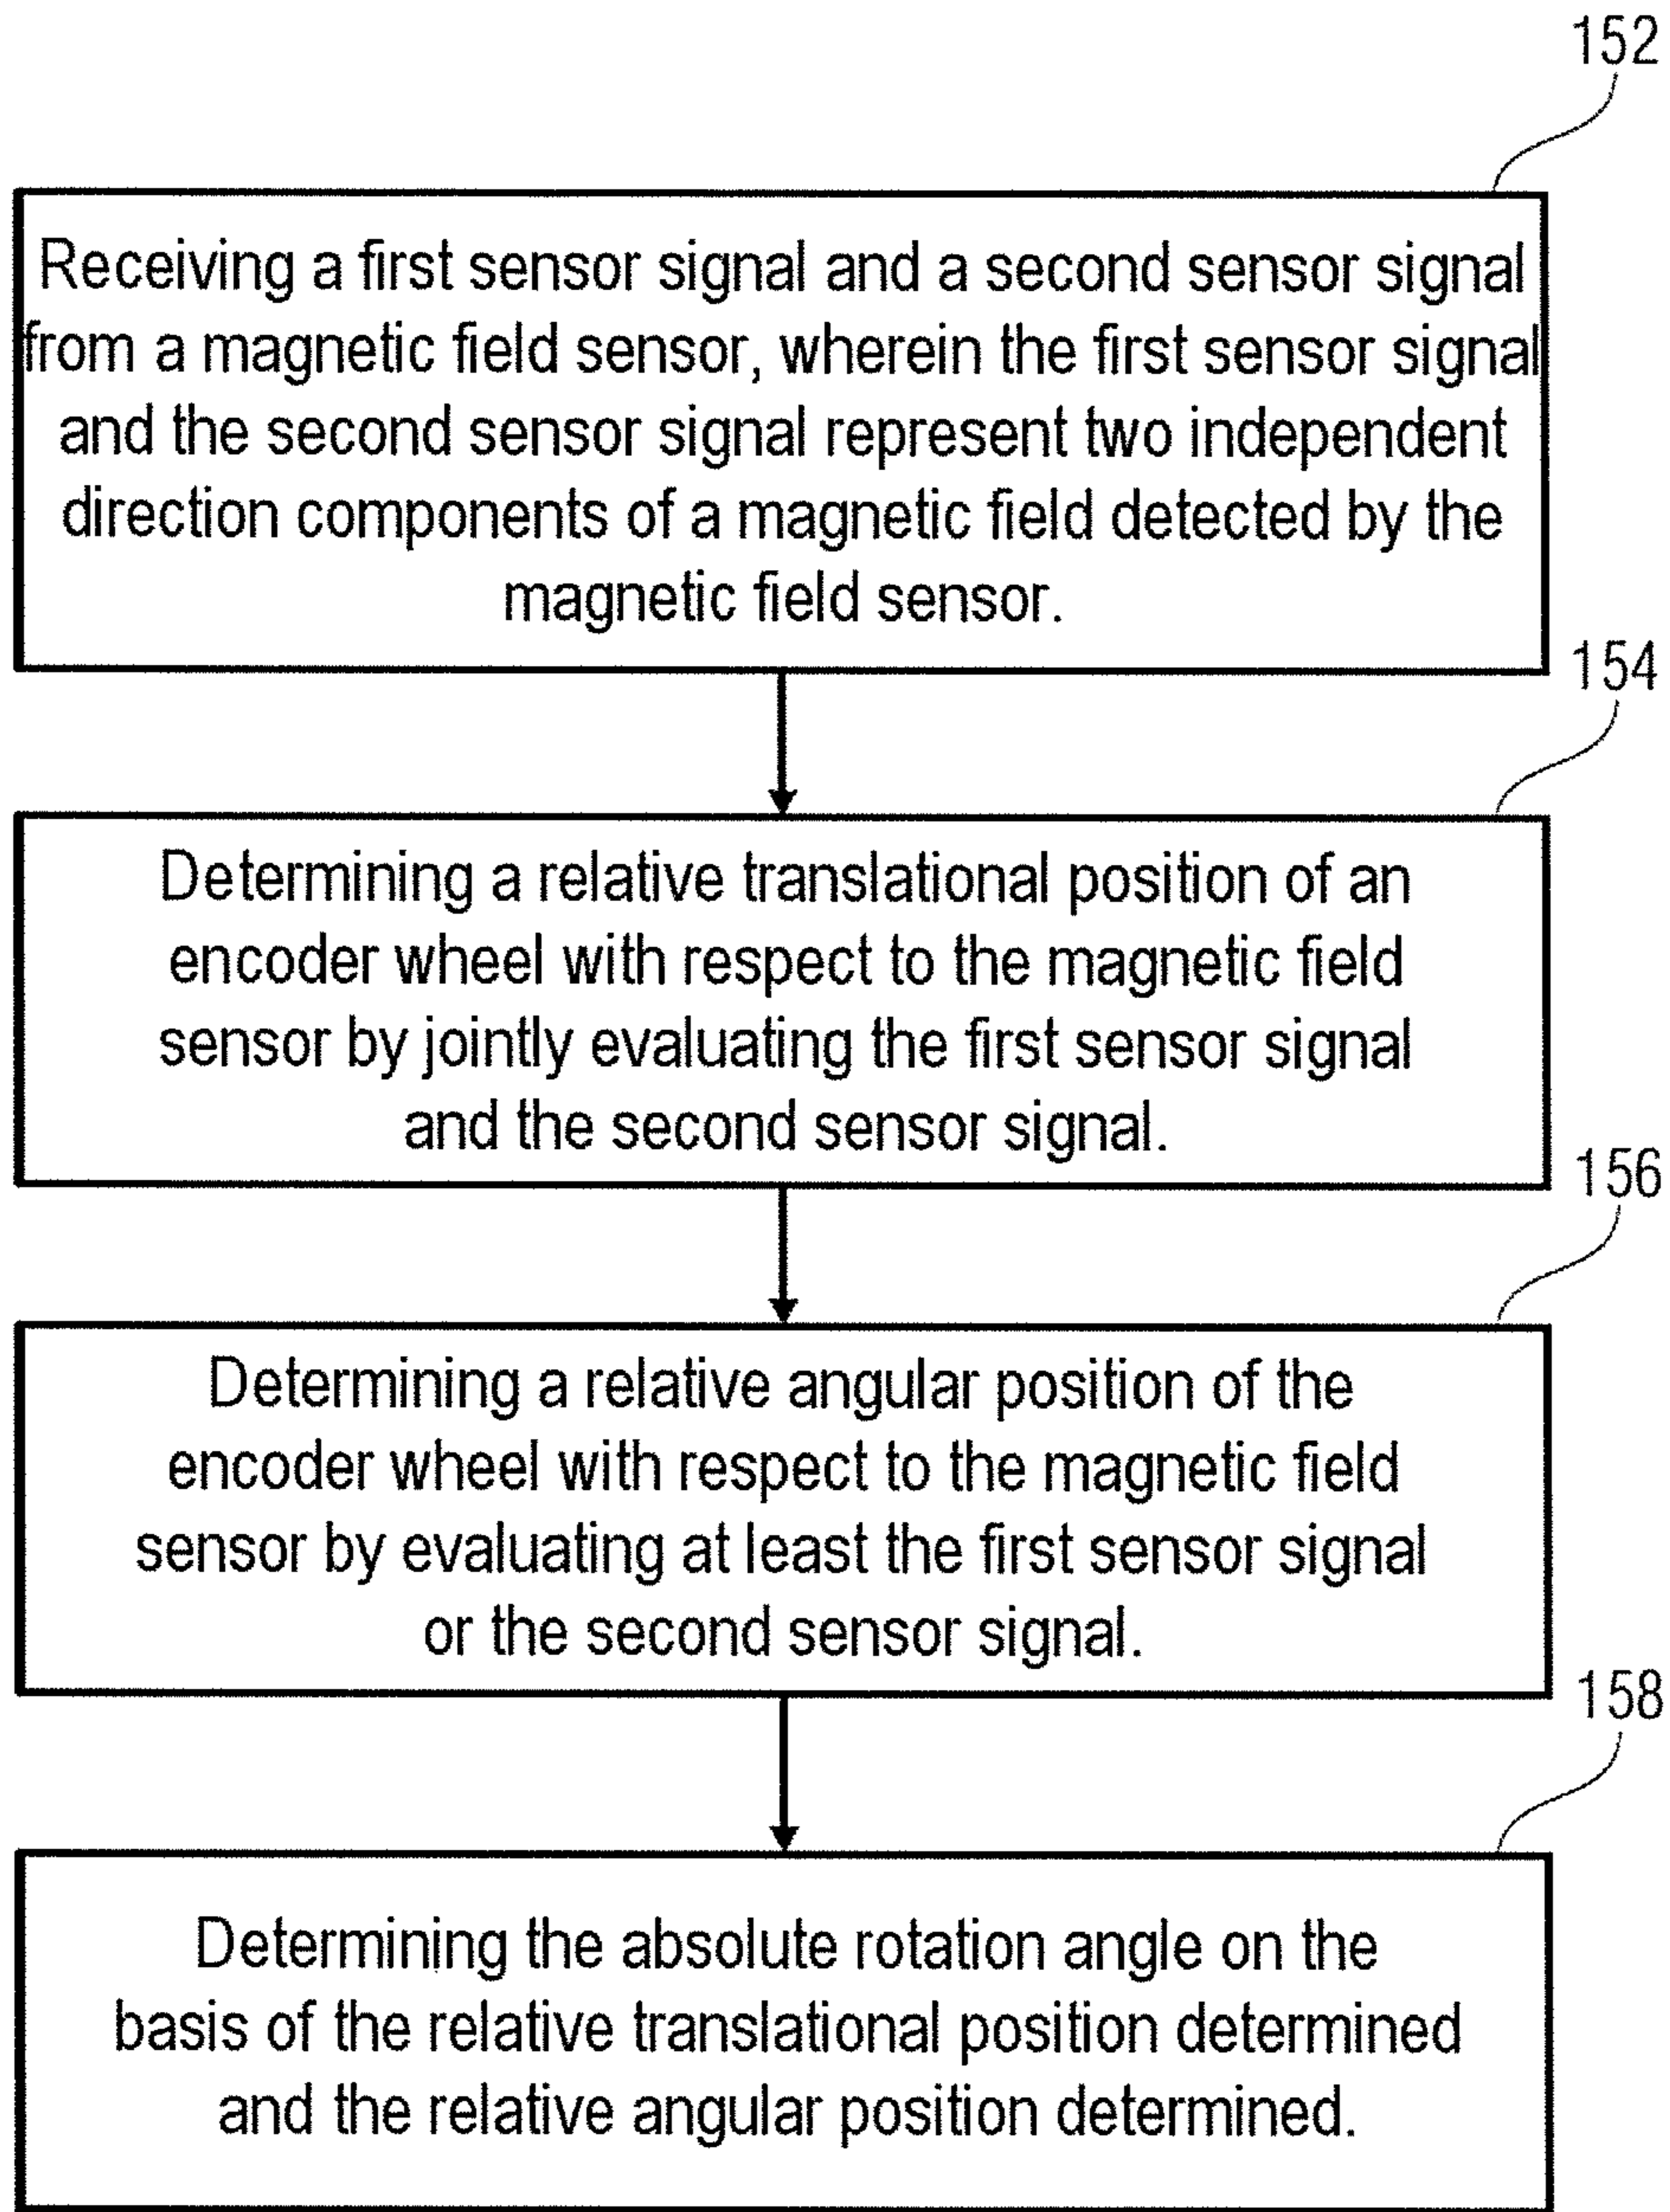 152
Receiving a first sensor signal and a second sensor signal
from a magnetic field sensor, wherein the first sensor signal
and the second sensor signal represent two independent
direction components of a magnetic field detected by the
magnetic field sensor.
154
Determining a relative translational position of an
encoder wheel with respect to the magnetic field
sensor by jointly evaluating the first sensor signal
and the second sensor signal.
156
Determining a relative angular position of the
encoder wheel with respect to the magnetic field
sensor by evaluating at least the first sensor signal
or the second sensor signal.
158
Determining the absolute rotation angle on the
basis of the relative translational position determined
and the relative angular position determined.